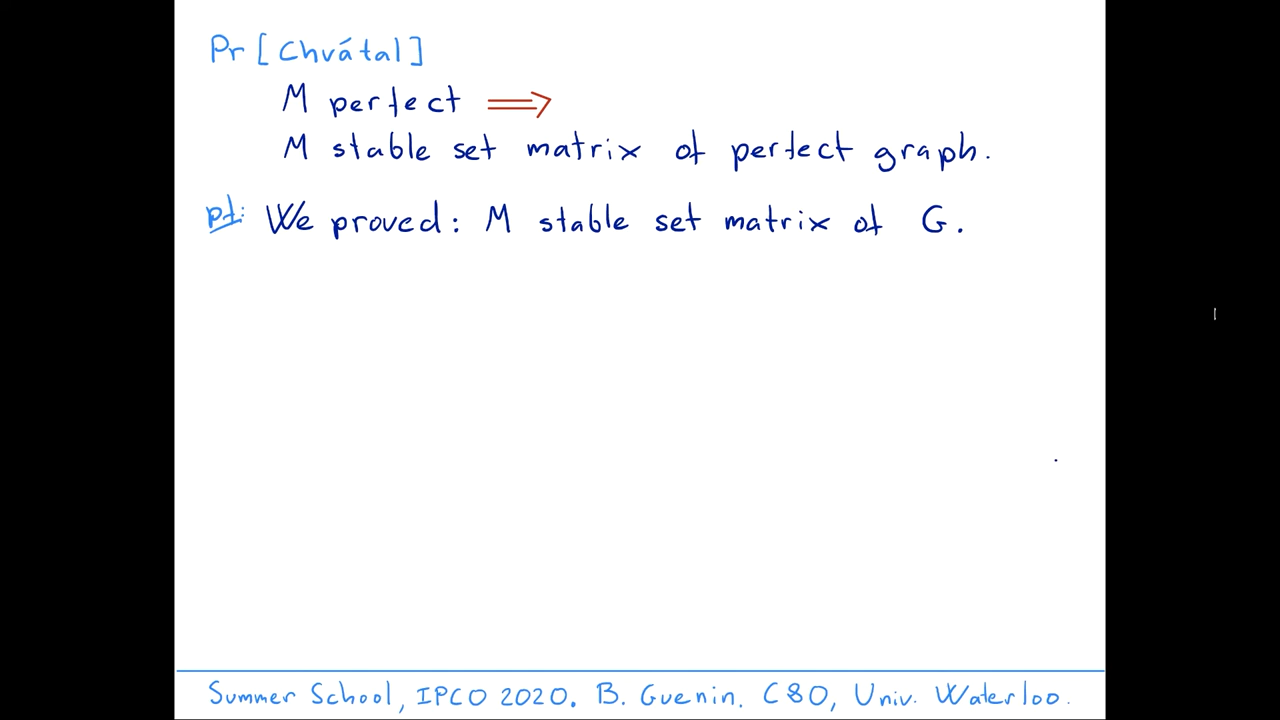 Pr [Chvátal]
M perfect ⟹
M stable set matrix of perfect graph.
pf: We proved: M stable set matrix of G.
Summer School, IPCO 2020. B. Guenin. C&O, Univ. Waterloo.